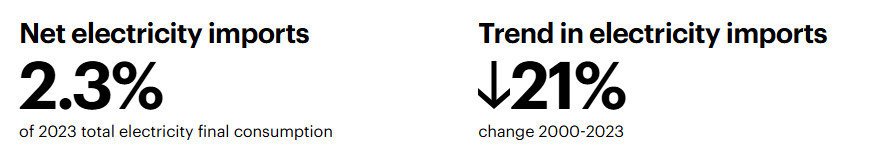 Net electricity imports
2.3%
of 2023 total electricity final consumption
Trend in electricity imports
↓21%
change 2000-2023